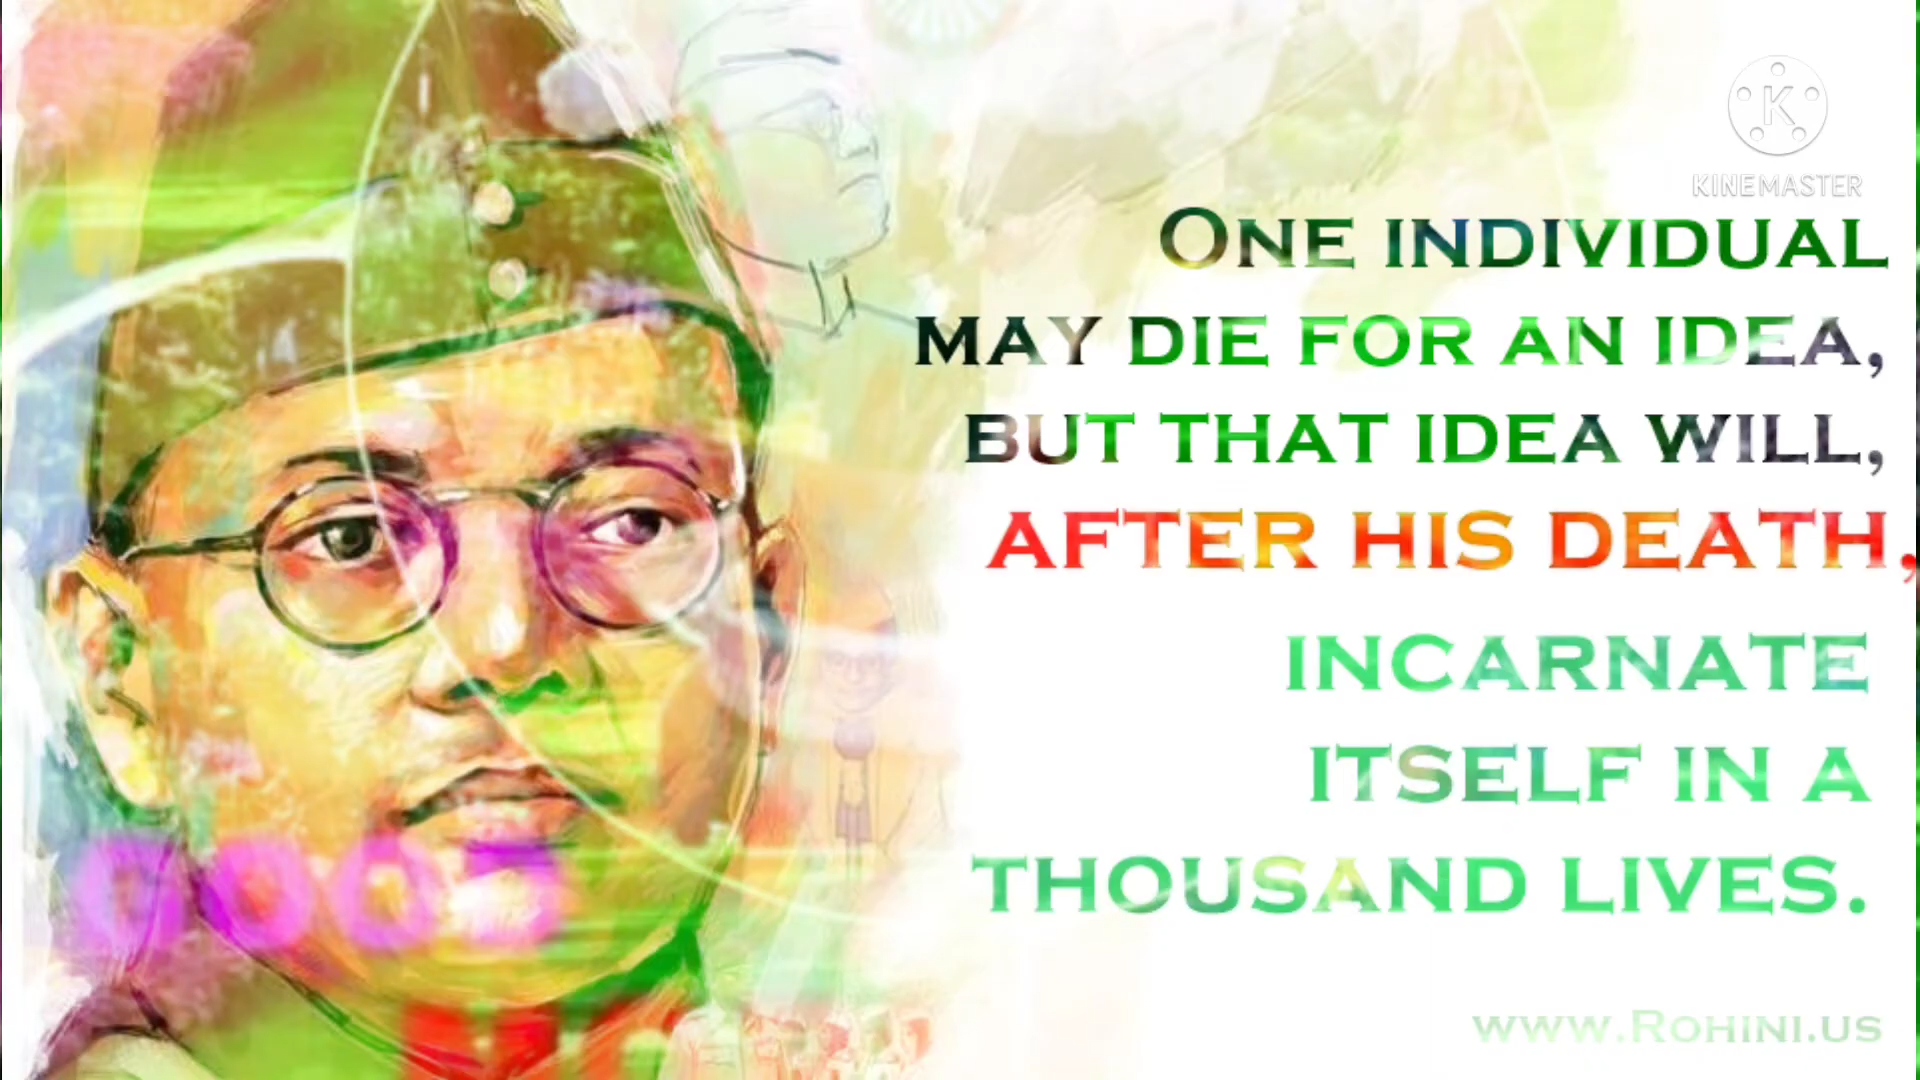 K
KINEMASTER
ONE INDIVIDUAL
MAY DIE FOR AN IDEA,
BUT THAT IDEA WILL,
AFTER HIS DEATH,
INCARNATE
ITSELF IN A
THOUSAND LIVES.
WWW.ROHINI.US